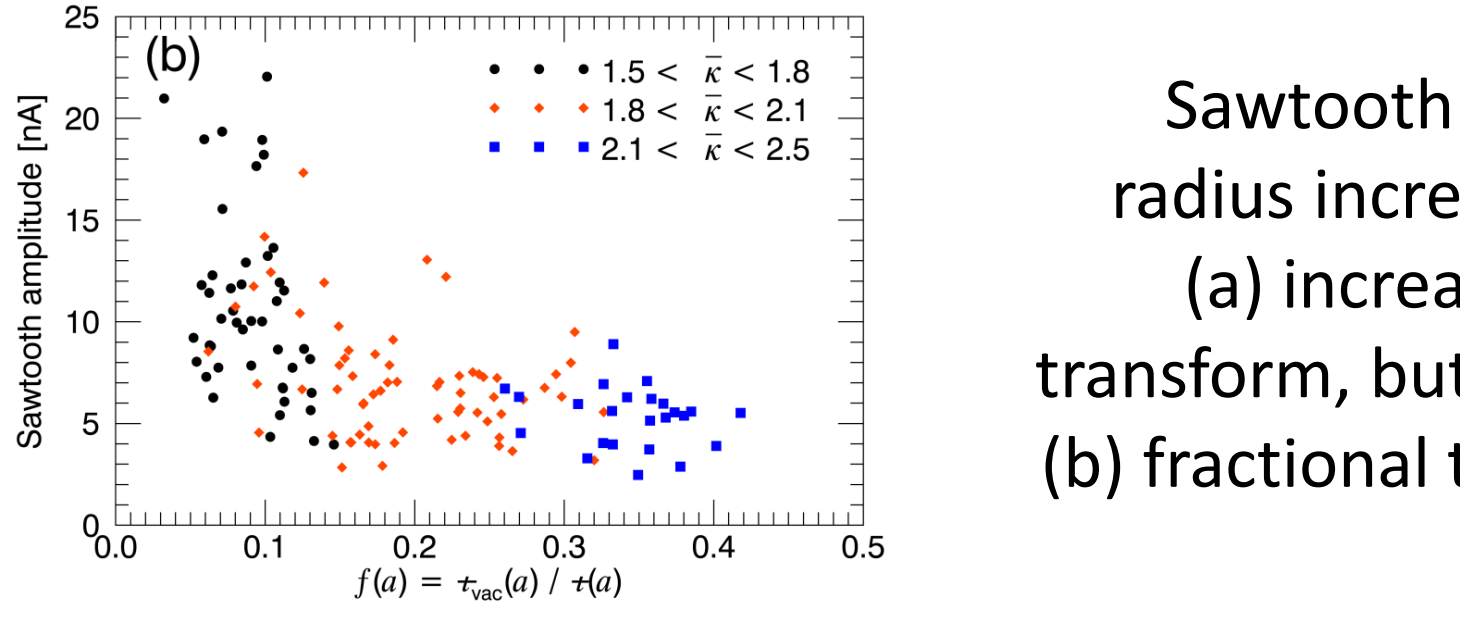 (b)
1.5 < κ̅ < 1.8
1.8 < κ̅ < 2.1
2.1 < κ̅ < 2.5
25
20
15
10
5
0
Sawtooth amplitude [nA]
0.0 0.1 0.2 0.3 0.4 0.5
f(a) = ƭvac(a) / ƭ(a)
Sawtooth
radius incre
(a) increa
transform, but
(b) fractional t